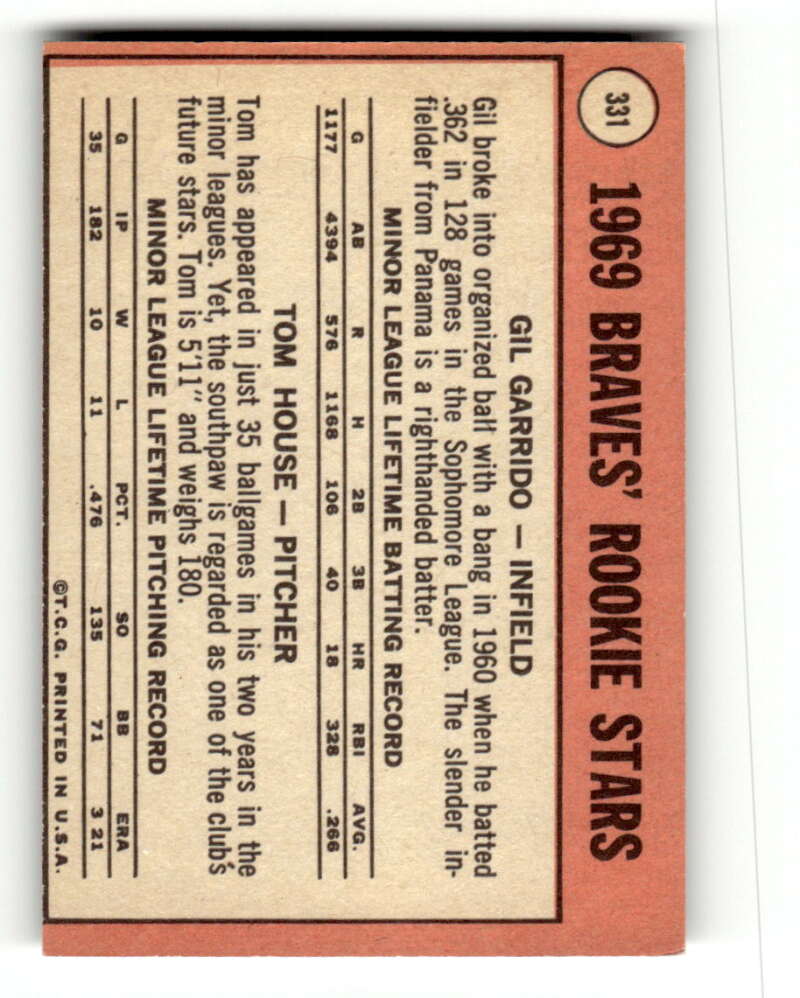 331
1969 BRAVES' ROOKIE STARS
GIL GARRIDO — INFIELD
Gil broke into organized ball with a bang in 1960 when he batted
.362 in 128 games in the Sophomore League. The slender in-
fielder from Panama is a righthanded batter.
MINOR LEAGUE LIFETIME BATTING RECORD
G AB R H 2B 3B HR RBI AVG.
1177 4394 576 1168 106 40 18 328 .266
TOM HOUSE — PITCHER
Tom has appeared in just 35 ballgames in his two years in the
minor leagues. Yet, the southpaw is regarded as one of the club's
future stars. Tom is 5'11" and weighs 180.
MINOR LEAGUE LIFETIME PITCHING RECORD
G IP W L PCT. SO BB ERA
35 182 10 11 .476 135 71 3 21
©T.C.G. PRINTED IN U.S.A.